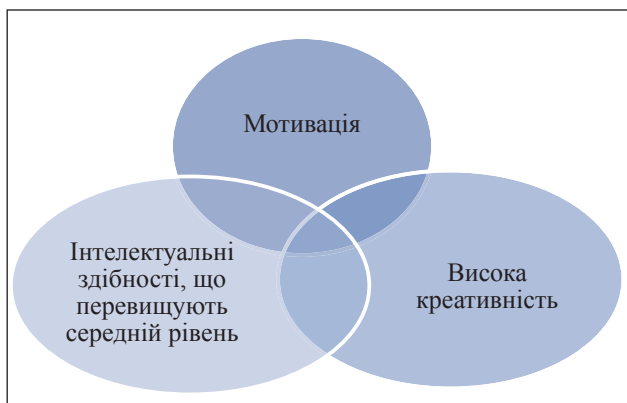 Мотивація
Інтелектуальні
здібності, що
перевищують
середній рівень
Висока
креативність